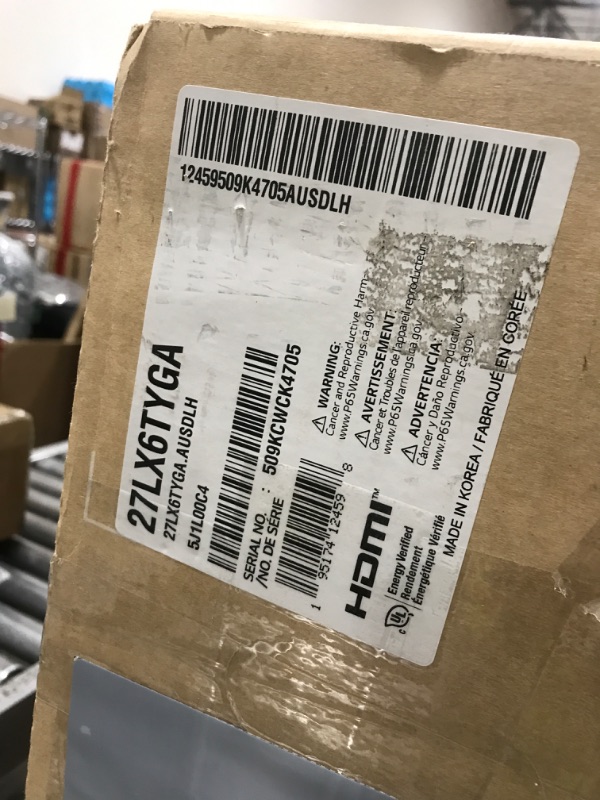 12459509K4705AUSDLH
27LX6TYGA
27LX6TYGA.AUSDLH
5J1L00C4
SERIAL NO. : 509KCWCK4705
/NO. DE SÉRIE
1 95174 12459 8
WARNING:
Cancer and Reproductive Harm
www.P65Warnings.ca.gov
AVERTISSEMENT:
Cancer et Troubles de l'appareil reproducteur
www.P65Warnings.ca.gov
ADVERTENCIA:
Cáncer y Daño Reproductivo
www.P65Warnings.ca.gov
HDMI™
c UL
Energy Verified
Rendement
Énergétique Vérifié
MADE IN KOREA / FABRIQUÉ EN CORÉE